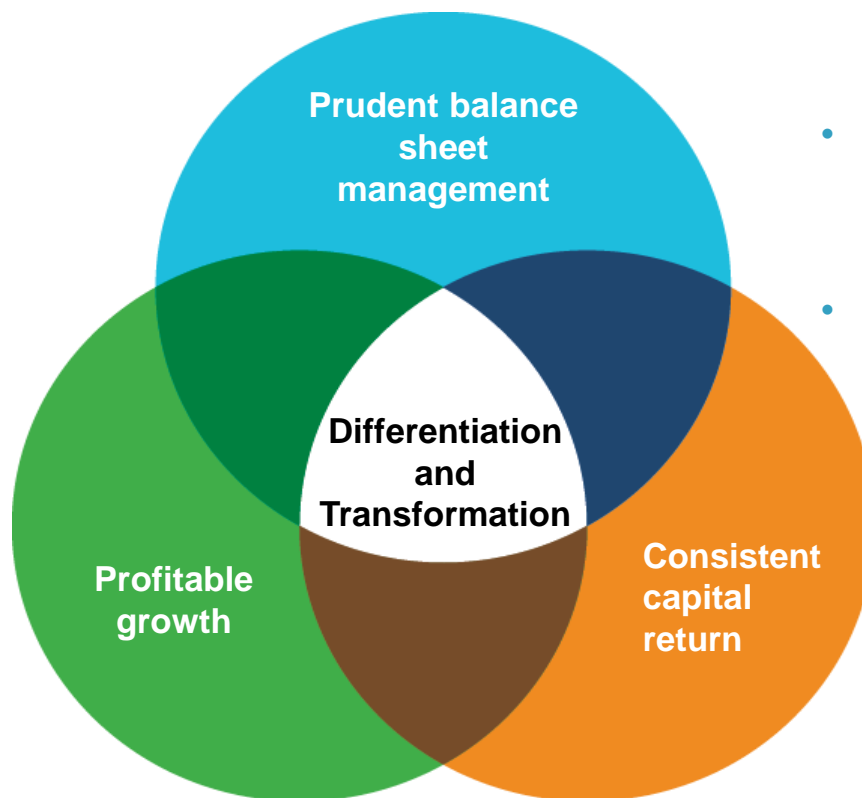 Prudent balance
sheet
management
Differentiation
and
Transformation
Profitable
growth
Consistent
capital
return